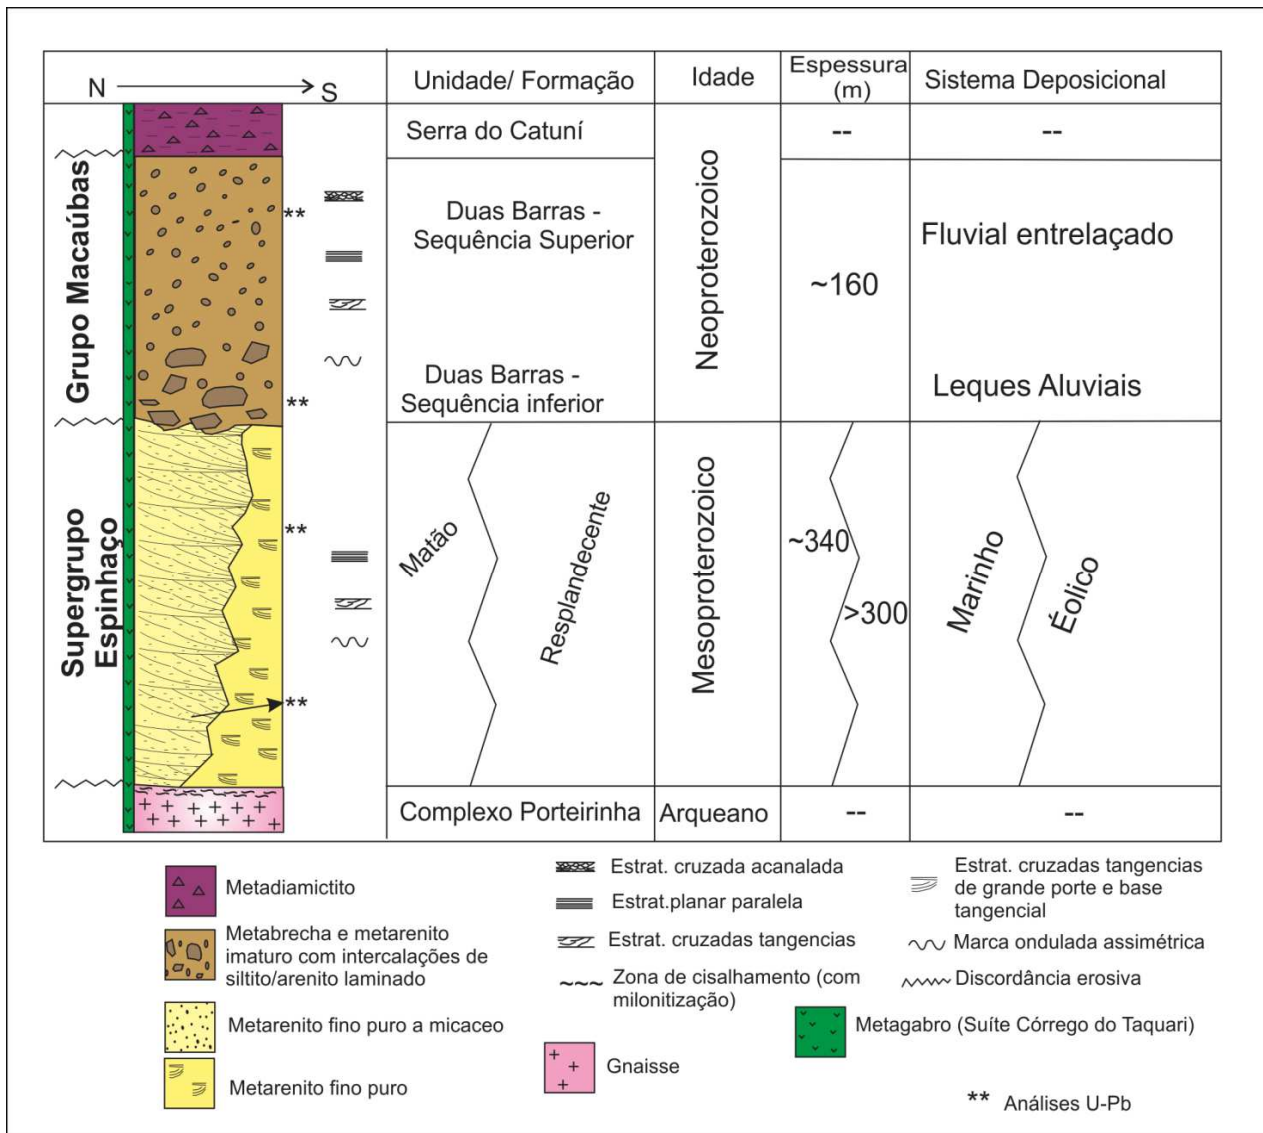 N
S
Unidade/ Formação
Idade
Espessura
(m)
Sistema Deposicional
Grupo Macaúbas
Supergrupo
Espinhaço
**
**
**
**
Serra do Catuní
Duas Barras -
Sequência Superior
Duas Barras -
Sequência inferior
Matão
Resplandecente
Complexo Porteirinha
Neoproterozoico
Mesoproterozoico
Arqueano
--
~160
~340
>300
--
--
Fluvial entrelaçado
Leques Aluviais
Marinho
Éolico
--
Metadiamictito
Metabrecha e metarenito
imaturo com intercalações de
siltito/arenito laminado
Metarenito fino puro a micaceo
Metarenito fino puro
Estrat. cruzada acanalada
Estrat.planar paralela
Estrat. cruzadas tangencias
Zona de cisalhamento (com
milonitização)
Gnaisse
Estrat. cruzadas tangencias
de grande porte e base
tangencial
Marca ondulada assimétrica
Discordância erosiva
Metagabro (Suíte Córrego do Taquari)
** Análises U-Pb